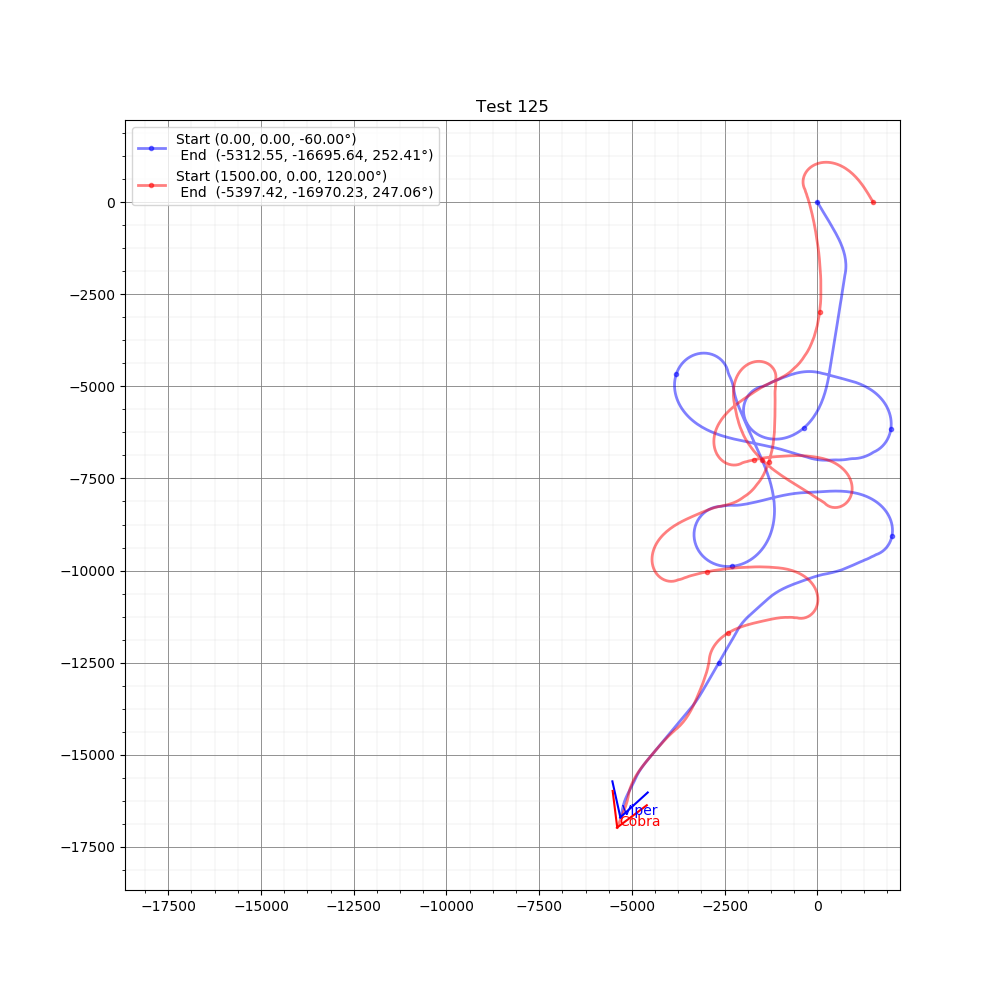 Test 125
Start (0.00, 0.00, -60.00°)
End  (-5312.55, -16695.64, 252.41°)
Start (1500.00, 0.00, 120.00°)
End  (-5397.42, -16970.23, 247.06°)
0
−2500
−5000
−7500
−10000
−12500
−15000
−17500
Cobra
−17500 −15000 −12500 −10000 −7500 −5000 −2500 0